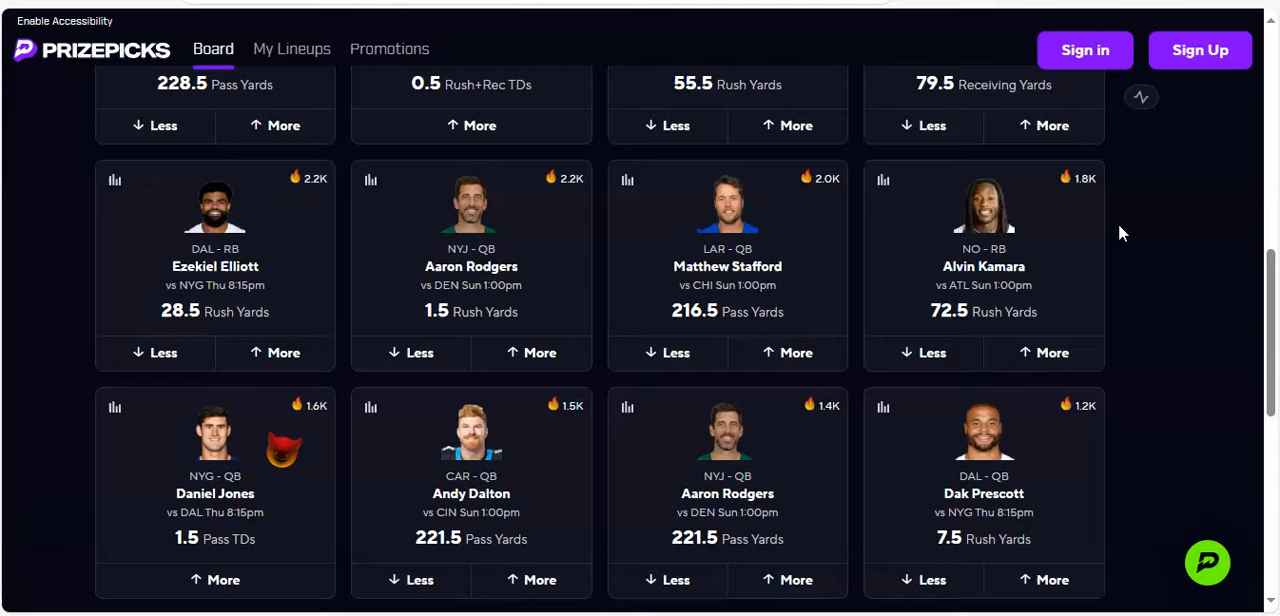 Enable Accessibility
PRIZEPICKS Board My Lineups Promotions Sign in Sign Up
228.5 Pass Yards 0.5 Rush+Rec TDs 55.5 Rush Yards 79.5 Receiving Yards
↓ Less ↑ More ↑ More ↓ Less ↑ More ↓ Less ↑ More
2.2K 2.2K 2.0K 1.8K
DAL - RB NYJ - QB LAR - QB NO - RB
Ezekiel Elliott Aaron Rodgers Matthew Stafford Alvin Kamara
vs NYG Thu 8:15pm vs DEN Sun 1:00pm vs CHI Sun 1:00pm vs ATL Sun 1:00pm
28.5 Rush Yards 1.5 Rush Yards 216.5 Pass Yards 72.5 Rush Yards
↓ Less ↑ More ↓ Less ↑ More ↓ Less ↑ More ↓ Less ↑ More
1.6K 1.5K 1.4K 1.2K
NYG - QB CAR - QB NYJ - QB DAL - QB
Daniel Jones Andy Dalton Aaron Rodgers Dak Prescott
vs DAL Thu 8:15pm vs CIN Sun 1:00pm vs DEN Sun 1:00pm vs NYG Thu 8:15pm
1.5 Pass TDs 221.5 Pass Yards 221.5 Pass Yards 7.5 Rush Yards
↑ More ↓ Less ↑ More ↓ Less ↑ More ↓ Less ↑ More